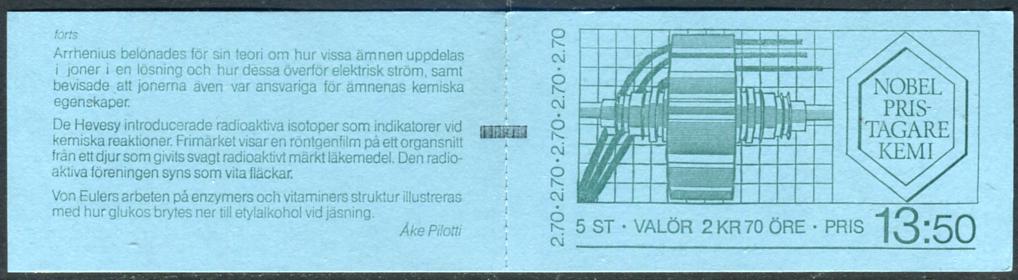 forts
Arrhenius belönades för sin teori om hur vissa ämnen uppdelas
i joner i en lösning och hur dessa överför elektrisk ström, samt
bevisade att jonerna även var ansvariga för ämnenas kemiska
egenskaper.
De Hevesy introducerade radioaktiva isotoper som indikatorer vid
kemiska reaktioner. Frimärket visar en röntgenfilm på ett organsnitt
från ett djur som givits svagt radioaktivt märkt läkemedel. Den radio-
aktiva föreningen syns som vita fläckar.
Von Eulers arbeten på enzymers och vitaminers struktur illustreras
med hur glukos brytes ner till etylalkohol vid jäsning.
Åke Pilotti
2.70·2.70·2.70·2.70·2.70
NOBEL
PRIS-
TAGARE
KEMI
5 ST · VALÖR 2 KR 70 ÖRE · PRIS 13:50